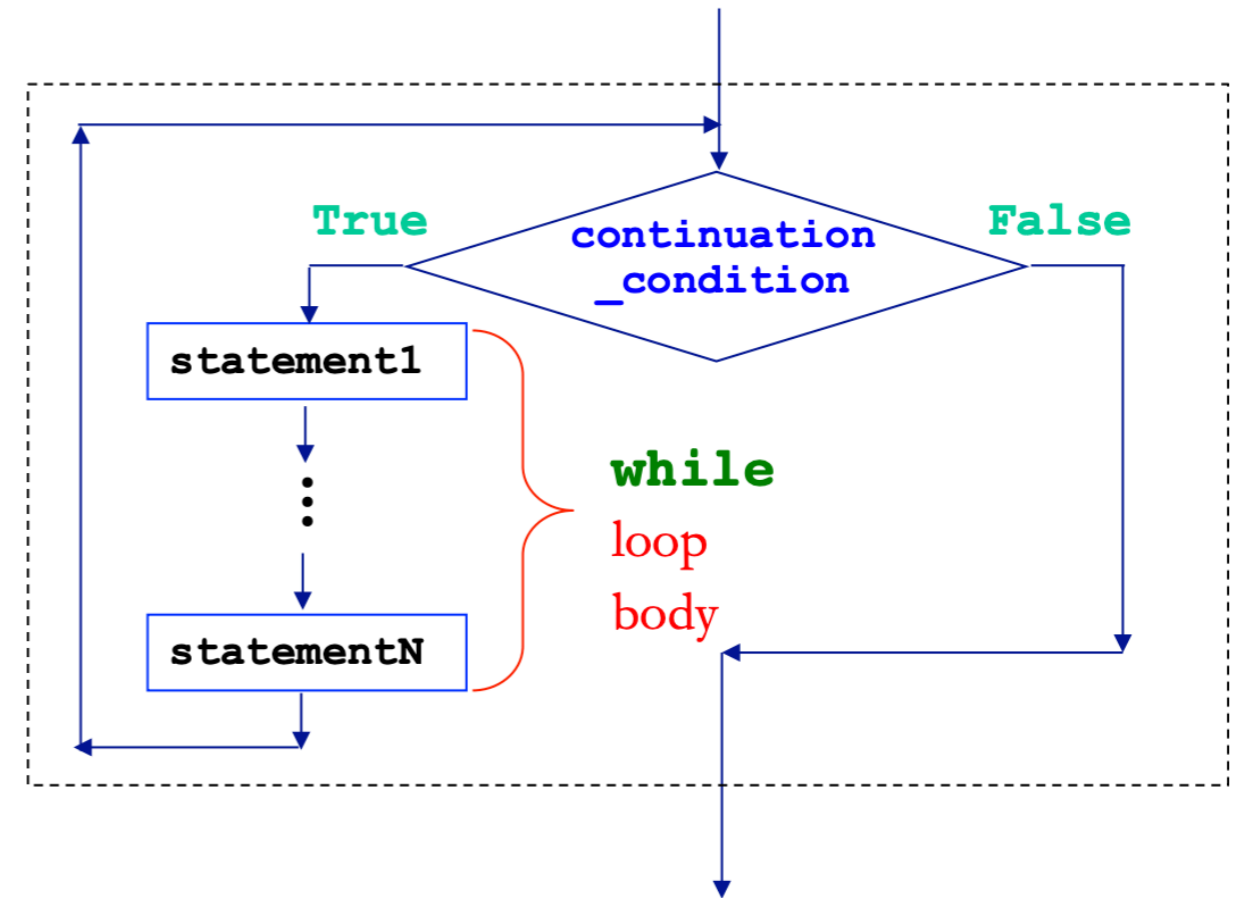 True
False
continuation
_condition
statement1
while
loop
body
statementN